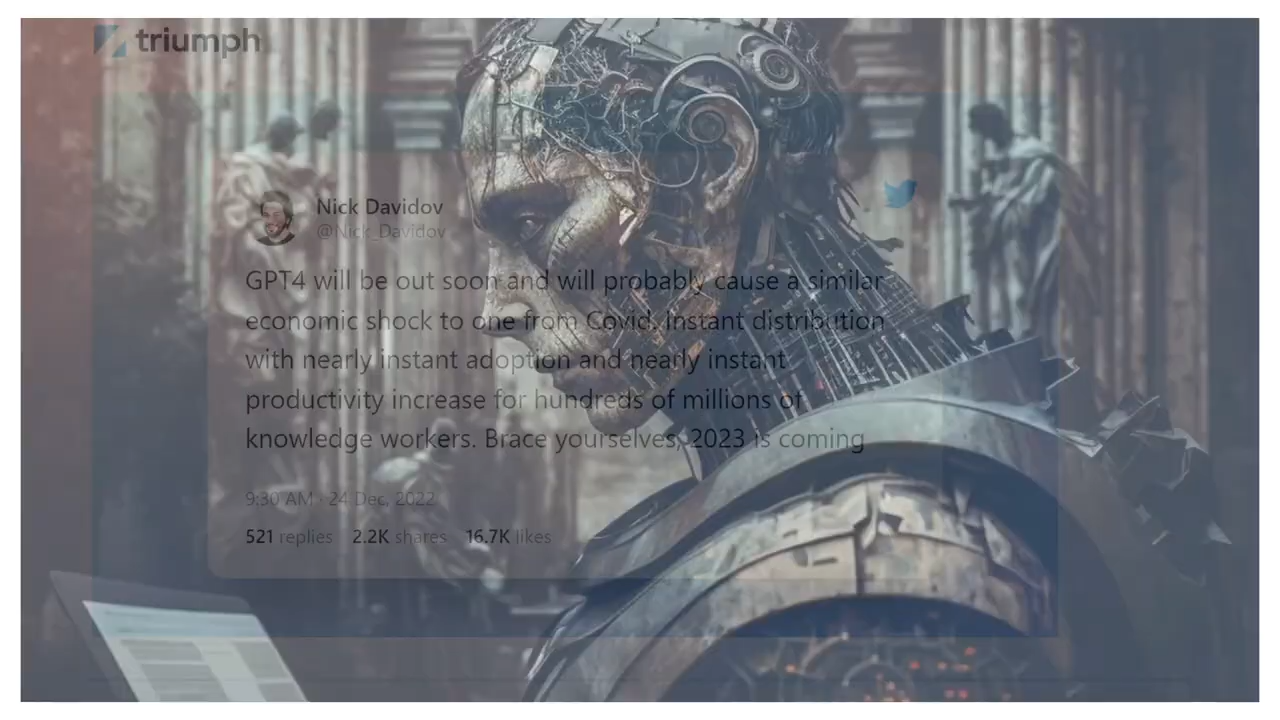 triumph
Nick Davidov
@Nick_Davidov
GPT4 will be out soon and will probably cause a similar
economic shock to one from Covid. Instant distribution
with nearly instant adoption and nearly instant
productivity increase for hundreds of millions of
knowledge workers. Brace yourselves, 2023 is coming
9:30 AM · 24 Dec, 2022
521 replies 2.2K shares 16.7K likes